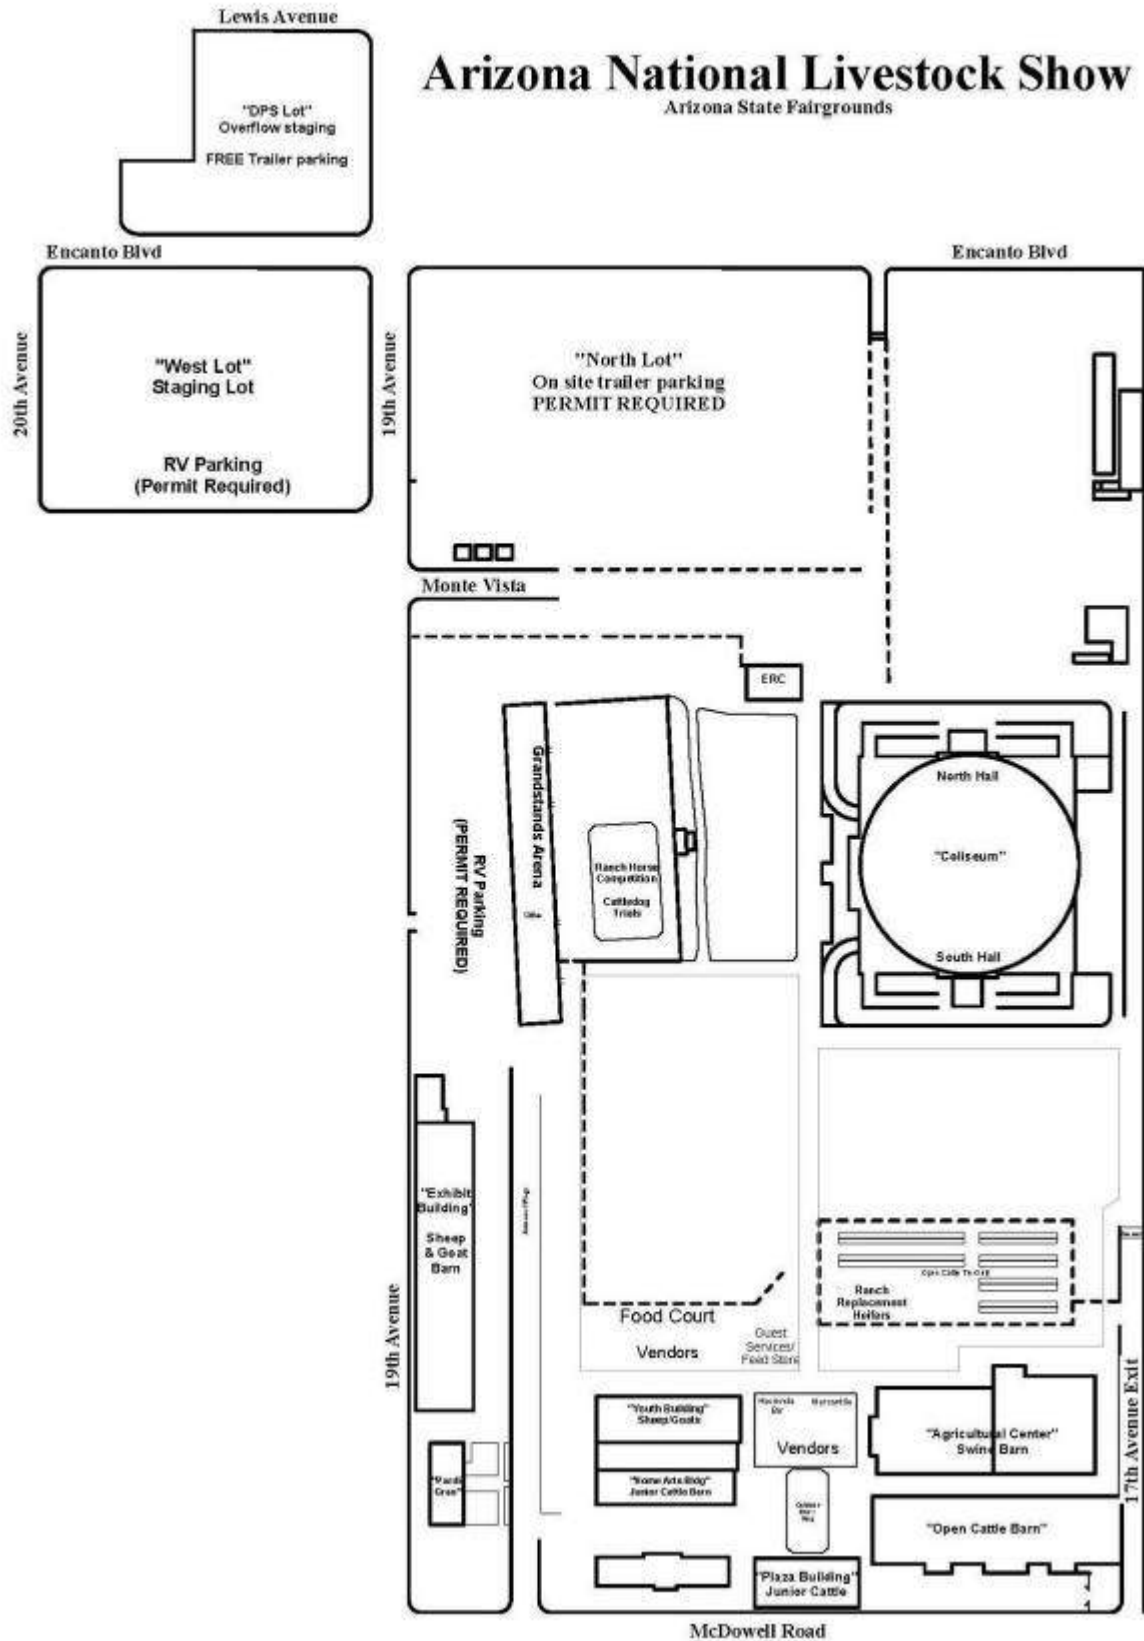 Lewis Avenue
Arizona National Livestock Show
Arizona State Fairgrounds
"DPS Lot"
Overflow staging
FREE Trailer parking
Encanto Blvd
Encanto Blvd
20th Avenue
"West Lot"
Staging Lot
RV Parking
(Permit Required)
19th Avenue
"North Lot"
On site trailer parking
PERMIT REQUIRED
Monte Vista
ERC
Grandstands Arena
RV Parking
(PERMIT REQUIRED)
Ranch Horse
Competition
Cattledog
Trials
North Hall
"Coliseum"
South Hall
"Exhibit
Building"
Sheep
& Goat
Barn
19th Avenue
Ranch
Replacement
Heifers
Food Court
Vendors
Guest
Services/
Feed Store
"Youth Building"
Sheep/Goats
"Home Arts Bldg"
Junior Cattle Barn
Hacienda
Bar
Mercantile
Vendors
"Agricultural Center"
Swine Barn
17th Avenue Exit
"Open Cattle Barn"
"Plaza Building"
Junior Cattle
McDowell Road